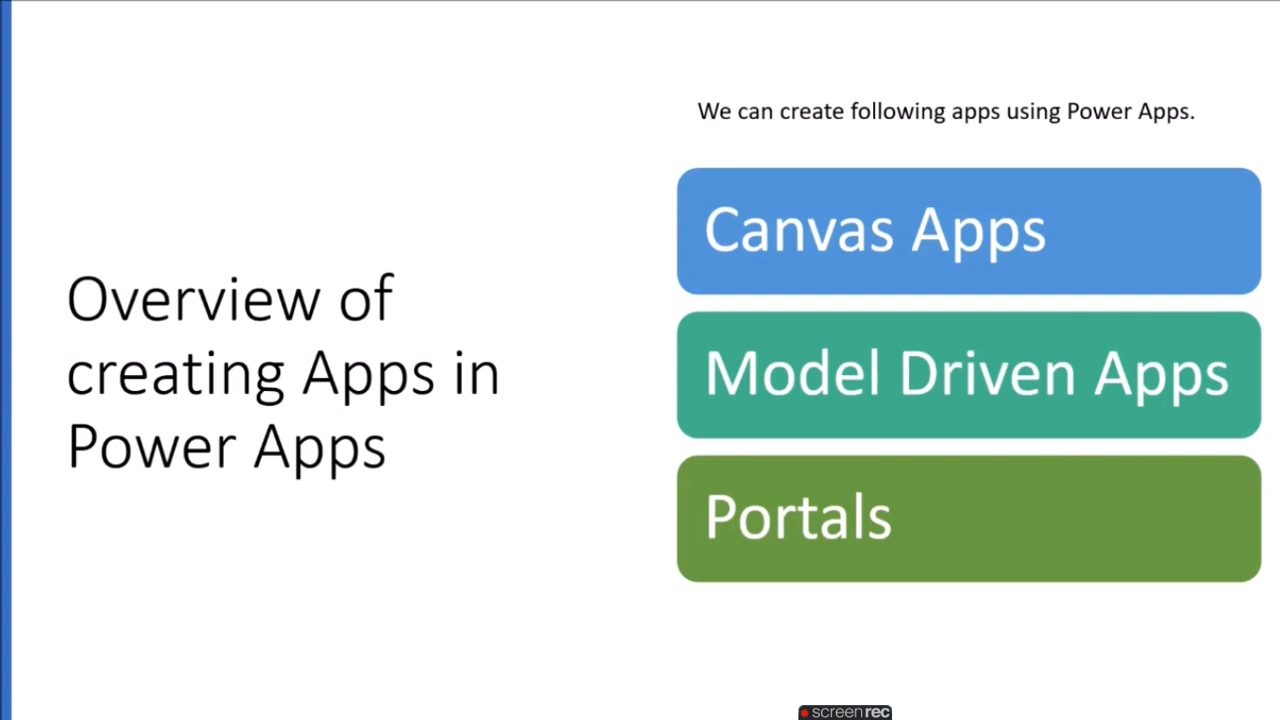 We can create following apps using Power Apps.
Overview of
creating Apps in
Power Apps
Canvas Apps
Model Driven Apps
Portals
screenrec